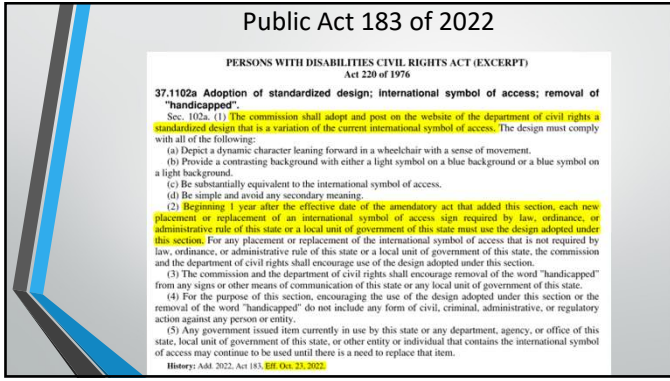 Public Act 183 of 2022
PERSONS WITH DISABILITIES CIVIL RIGHTS ACT (EXCERPT)
Act 220 of 1976
37.1102a Adoption of standardized design; international symbol of access; removal of
"handicapped".
Sec. 102a. (1) The commission shall adopt and post on the website of the department of civil rights a
standardized design that is a variation of the current international symbol of access. The design must comply
with all of the following:
(a) Depict a dynamic character leaning forward in a wheelchair with a sense of movement.
(b) Provide a contrasting background with either a light symbol on a blue background or a blue symbol on
a light background.
(c) Be substantially equivalent to the international symbol of access.
(d) Be simple and avoid any secondary meaning.
(2) Beginning 1 year after the effective date of the amendatory act that added this section, each new
placement or replacement of an international symbol of access sign required by law, ordinance, or
administrative rule of this state or a local unit of government of this state must use the design adopted under
this section. For any placement or replacement of the international symbol of access that is not required by
law, ordinance, or administrative rule of this state or a local unit of government of this state, the commission
and the department of civil rights shall encourage use of the design adopted under this section.
(3) The commission and the department of civil rights shall encourage removal of the word "handicapped"
from any signs or other means of communication of this state or any local unit of government of this state.
(4) For the purpose of this section, encouraging the use of the design adopted under this section or the
removal of the word "handicapped" do not include any form of civil, criminal, administrative, or regulatory
action against any person or entity.
(5) Any government issued item currently in use by this state or any department, agency, or office of this
state, local unit of government of this state, or other entity or individual that contains the international symbol
of access may continue to be used until there is a need to replace that item.
History: Add. 2022, Act 183, Eff. Oct. 23, 2022.